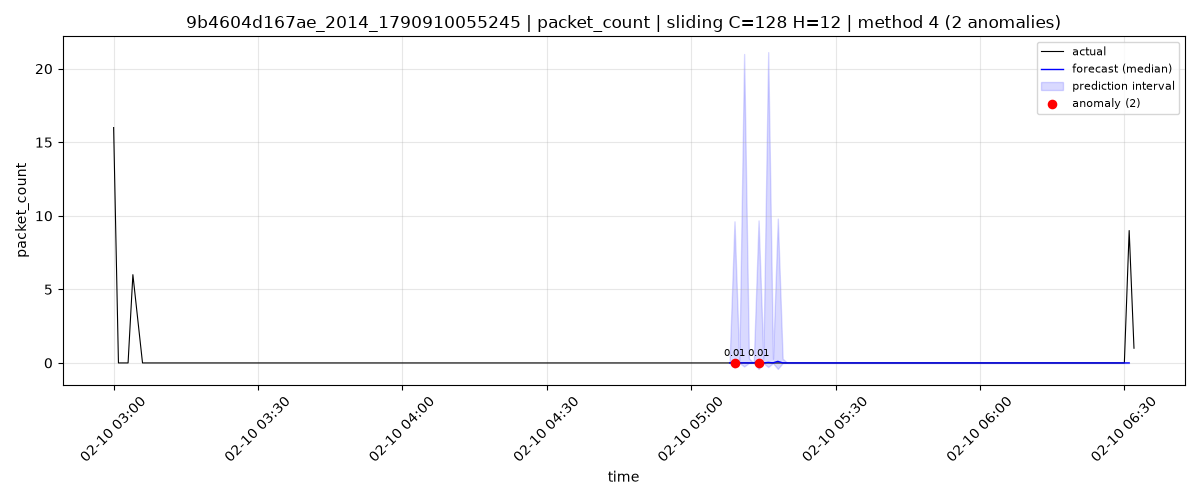 9b4604d167ae_2014_1790910055245 | packet_count | sliding C=128 H=12 | method 4 (2 anomalies)
actual
forecast (median)
prediction interval
anomaly (2)
packet_count
20
15
10
5
0
0.01 0.01
02-10 03:00
02-10 03:30
02-10 04:00
02-10 04:30
02-10 05:00
02-10 05:30
02-10 06:00
02-10 06:30
time